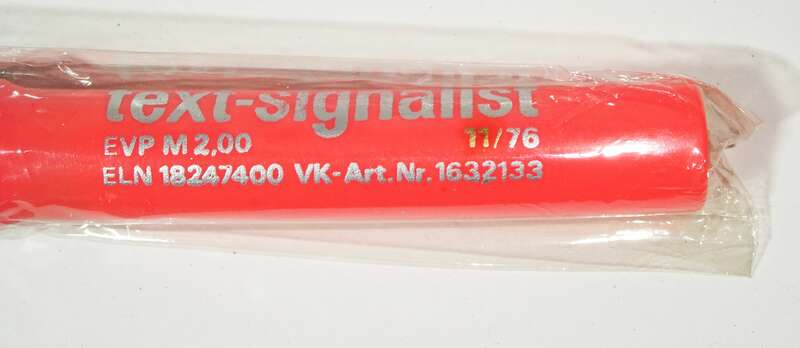 text-signalist
EVP M 2,00 11/76
ELN 18247400 VK-Art.Nr.1632133